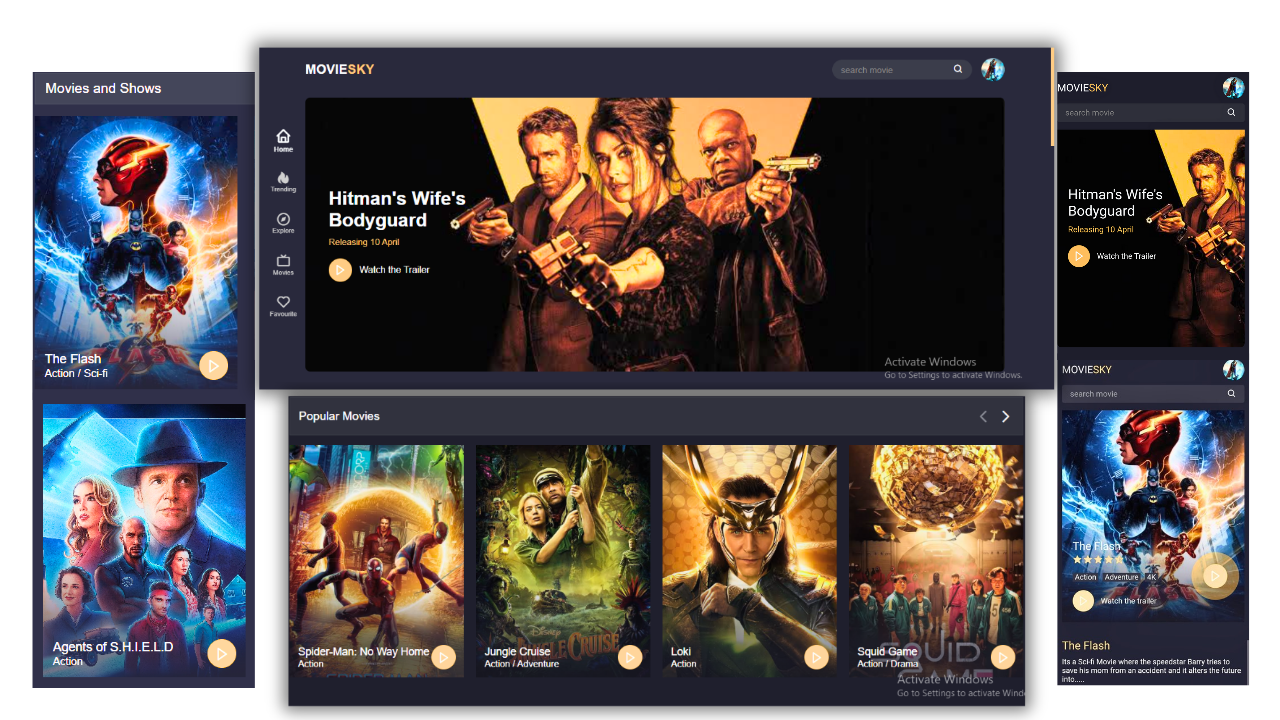 Movies and Shows
The Flash
Action / Sci-fi
Agents of S.H.I.E.L.D
Action
MOVIESKY
search movie
Home
Trending
Explore
Movies
Favourite
Hitman's Wife's
Bodyguard
Releasing 10 April
Watch the Trailer
Activate Windows
Go to Settings to activate Windows.
Popular Movies
Spider-Man: No Way Home
Action
JUNGLE CRUISE
Jungle Cruise
Action / Adventure
Loki
Action
SQUID
GAME
Squid Game
Action / Drama
Activate Windows
Go to Settings to activate Wind
MOVIESKY
search movie
Hitman's Wife's
Bodyguard
Releasing 10 April
Watch the Trailer
MOVIESKY
search movie
The Flash
Action Adventure 4K
Watch the trailer
The Flash
Its a Sci-fi Movie where the speedstar Barry tries to
save his mom from an accident and it alters the future
into.....